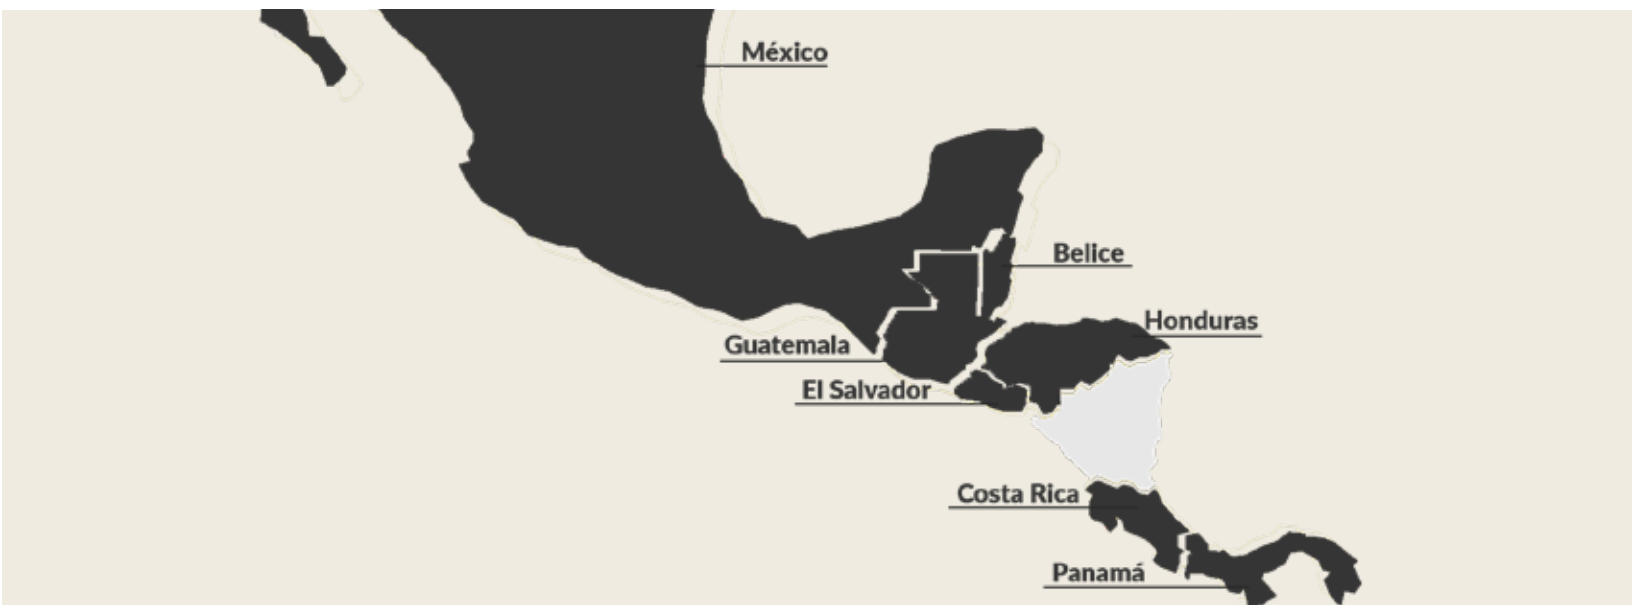 México
Belice
Honduras
Guatemala
El Salvador
Costa Rica
Panamá